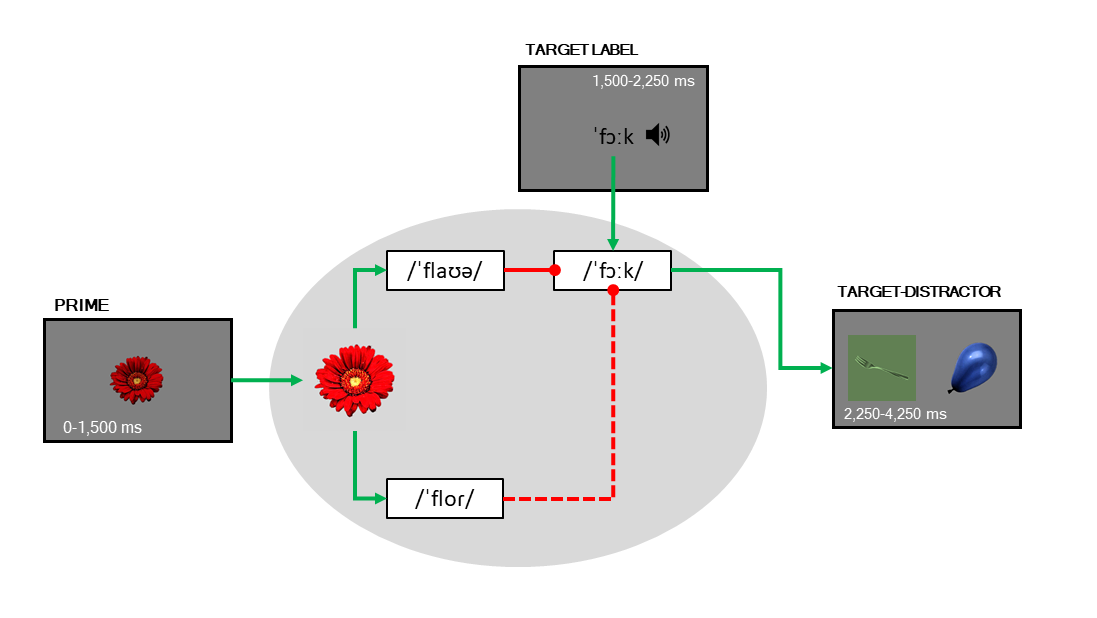 TARGET LABEL
1,500-2,250 ms
ˈfɔːk
/ˈflaʊə/
/ˈfɔːk/
PRIME
0-1,500 ms
TARGET-DISTRACTOR
2,250-4,250 ms
/ˈfloɾ/